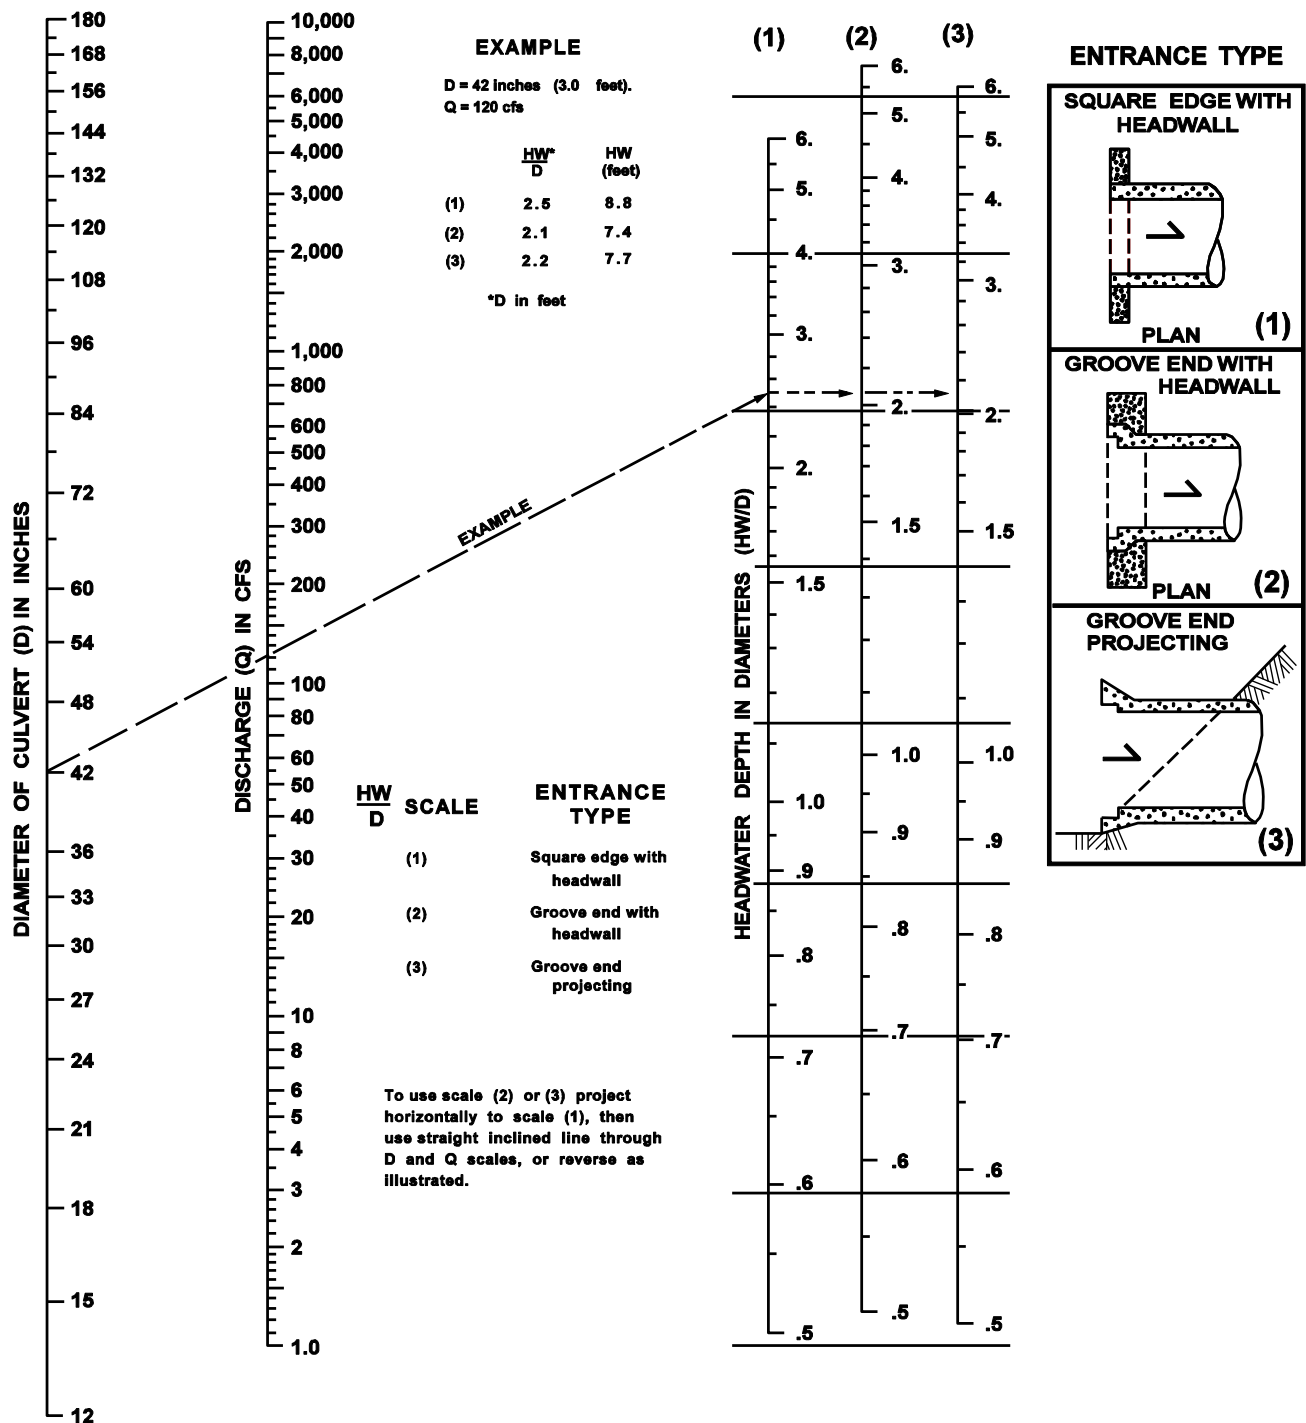 180
168
156
144
132
120
108
96
84
72
60
54
48
42
36
33
30
27
24
21
18
15
12
DIAMETER OF CULVERT (D) IN INCHES
10,000
8,000
6,000
5,000
4,000
3,000
2,000
1,000
800
600
500
400
300
200
100
80
60
50
40
30
20
10
8
6
5
4
3
2
1.0
DISCHARGE (Q) IN CFS
EXAMPLE
D = 42 inches (3.0 feet).
Q = 120 cfs
HW* HW
D (feet)
(1) 2.5 8.8
(2) 2.1 7.4
(3) 2.2 7.7
*D in feet
EXAMPLE
HW SCALE ENTRANCE
D TYPE
(1) Square edge with
headwall
(2) Groove end with
headwall
(3) Groove end
projecting
To use scale (2) or (3) project
horizontally to scale (1), then
use straight inclined line through
D and Q scales, or reverse as
illustrated.
HEADWATER DEPTH IN DIAMETERS (HW/D)
(1)
6.
5.
4.
3.
2.
1.5
1.0
.9
.8
.7
.6
.5
(2)
6.
5.
4.
3.
2.
1.5
1.0
.9
.8
.7
.6
.5
(3)
6.
5.
4.
3.
2.
1.5
1.0
.9
.8
.7
.6
.5
ENTRANCE TYPE
SQUARE EDGE WITH
HEADWALL
PLAN
(1)
GROOVE END WITH
HEADWALL
PLAN
(2)
GROOVE END
PROJECTING
(3)